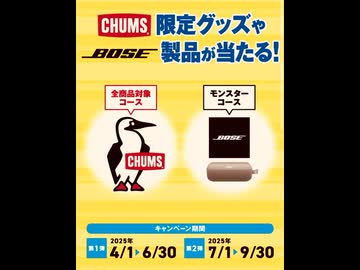 CHUMS 限定グッズや
BOSE 製品が当たる!
全商品対象
コース
モンスター
コース
CHUMS
BOSE
キャンペーン期間
第1弾 2025年 4/1 6/30
第2弾 2025年 7/1 9/30